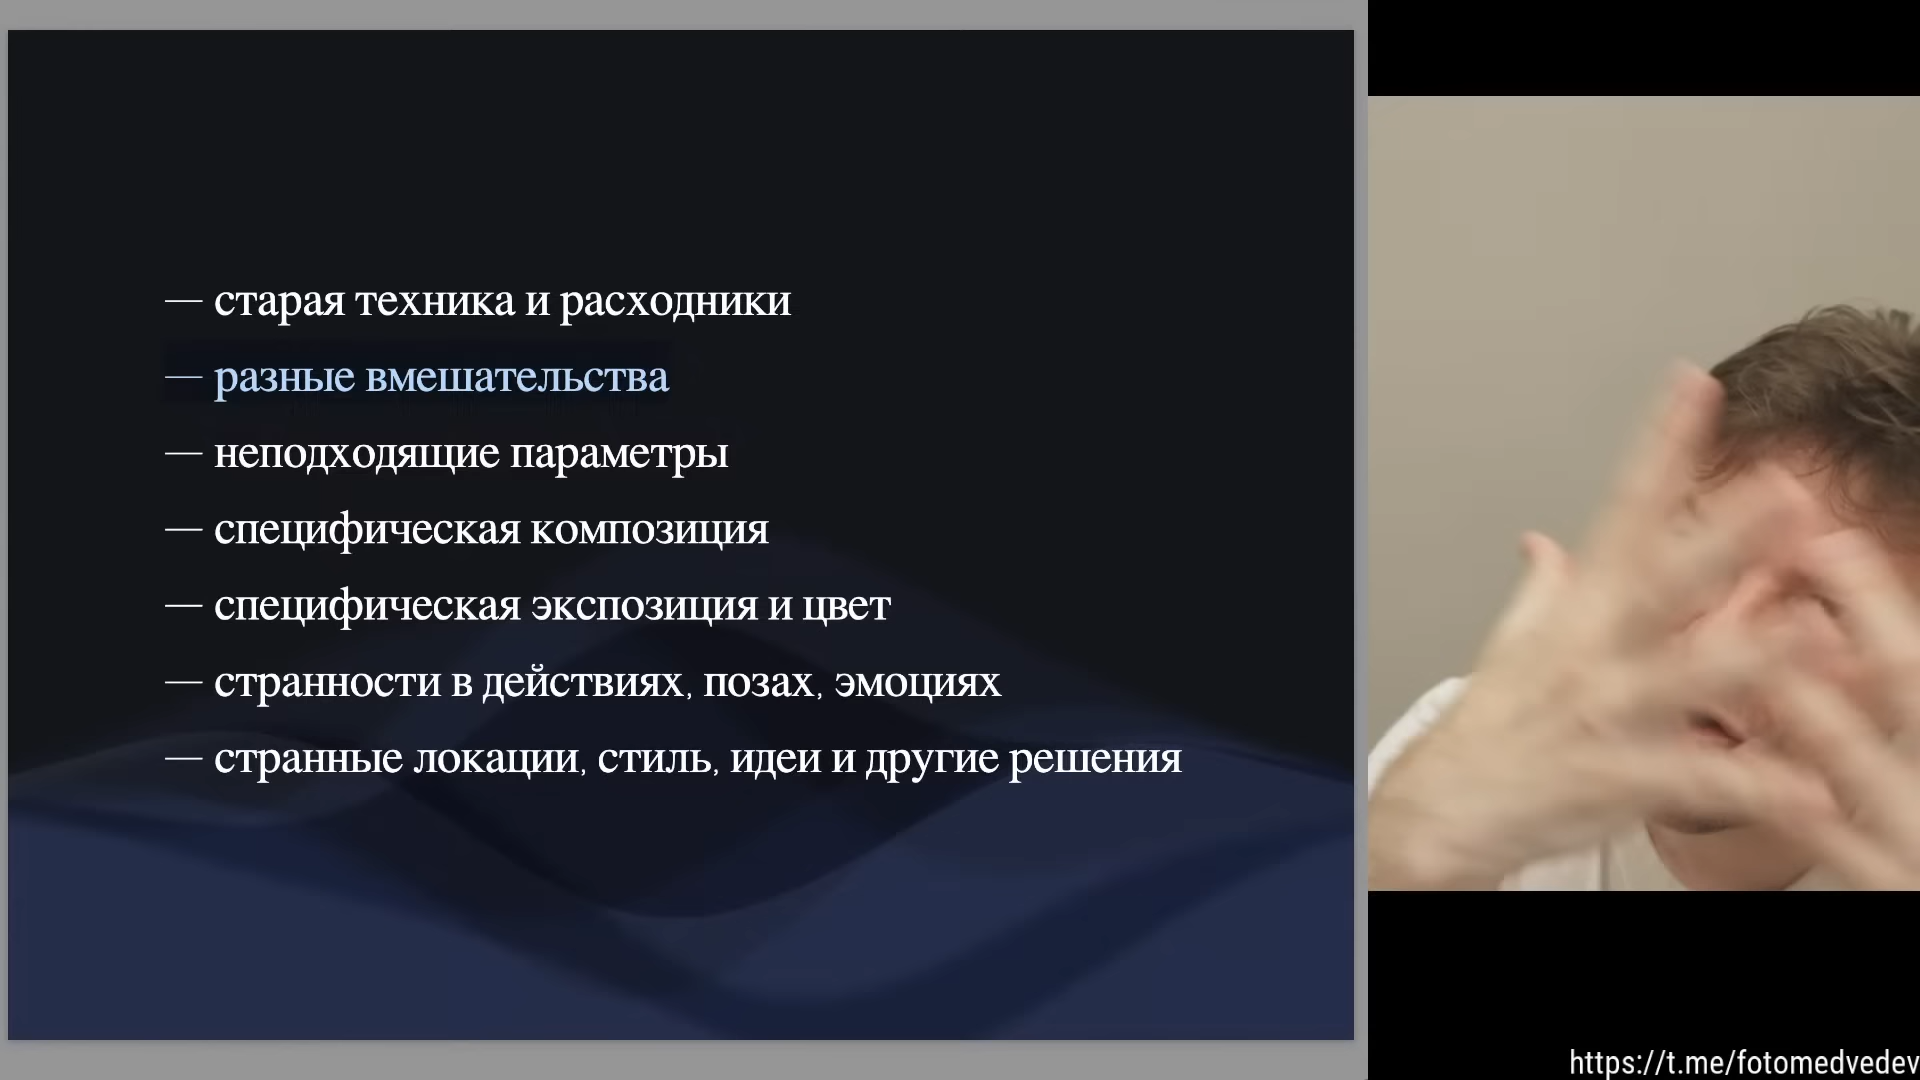 — старая техника и расходники
— разные вмешательства
— неподходящие параметры
— специфическая композиция
— специфическая экспозиция и цвет
— странности в действиях, позах, эмоциях
— странные локации, стиль, идеи и другие решения
https://t.me/fotomedvedev